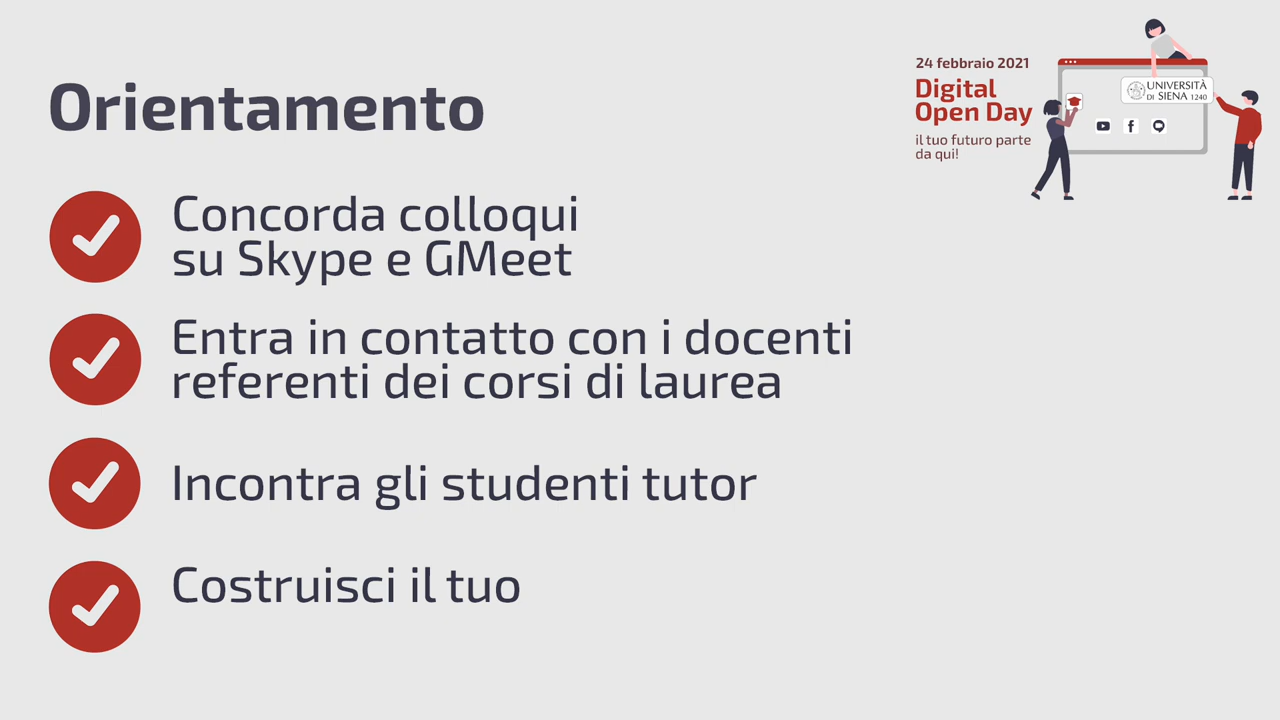 Orientamento
24 febbraio 2021
Digital
Open Day
il tuo futuro parte
da qui!
UNIVERSITÀ
DI SIENA 1240
Concorda colloqui
su Skype e GMeet
Entra in contatto con i docenti
referenti dei corsi di laurea
Incontra gli studenti tutor
Costruisci il tuo